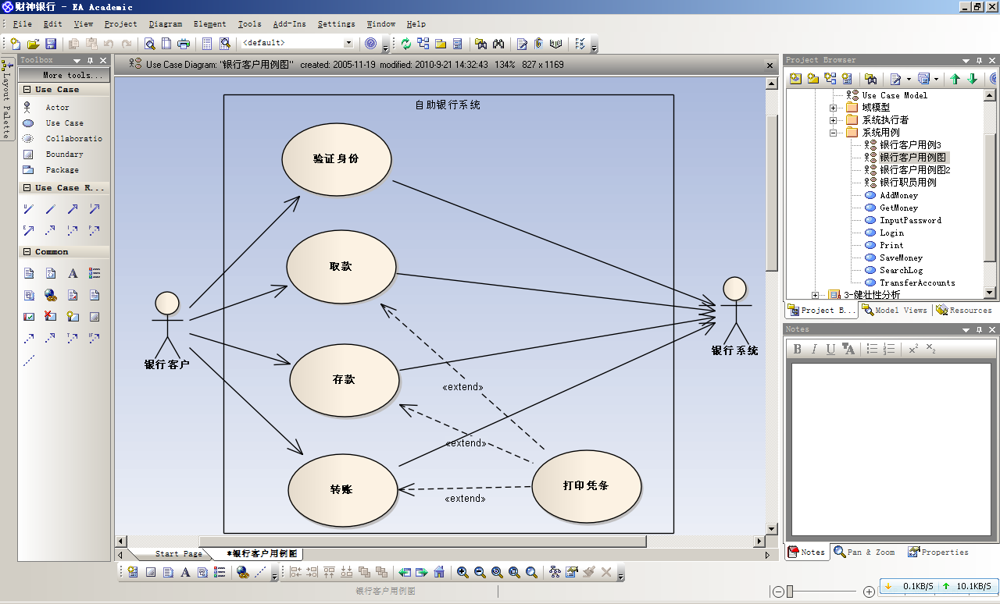 财神银行 - EA Academic
File Edit View Project Diagram Element Tools Add-Ins Settings Window Help
<default>
Layout Palette
Toolbox
More tools...
Use Case
Actor
Use Case
Collaboratio
Boundary
Package
Use Case R...
Common
Use Case Diagram: "银行客户用例图" created: 2005-11-19 modified: 2010-9-21 14:32:43 134% 827 x 1169
自助银行系统
验证身份
取款
存款
转账
打印凭条
银行客户
银行系统
«extend»
«extend»
«extend»
Start Page
*银行客户用例图
银行客户用例图
Project Browser
Use Case Model
域模型
系统执行者
系统用例
银行客户用例3
银行客户用例图
银行客户用例图2
银行职员用例
AddMoney
GetMoney
InputPassword
Login
Print
SaveMoney
SearchLog
TransferAccounts
3-健壮性分析
Project B... Model Views Resources
Notes
B I U
Notes Pan & Zoom Properties
0.1KB/S 10.1KB/S